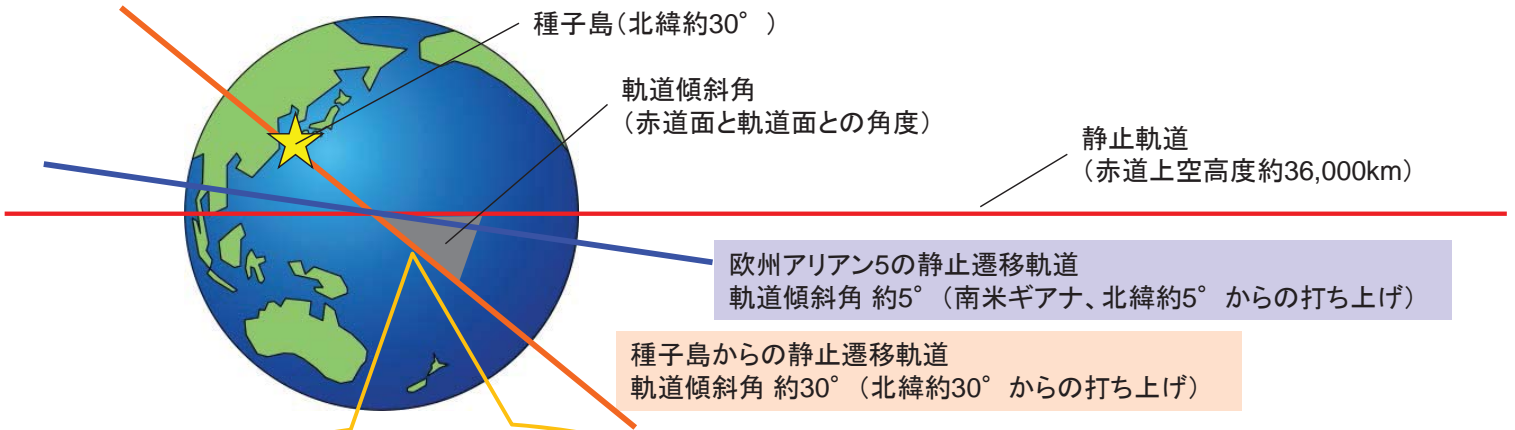 種子島（北緯約30°）
軌道傾斜角
（赤道面と軌道面との角度）
静止軌道
（赤道上空高度約36,000km）
欧州アリアン5の静止遷移軌道
軌道傾斜角 約5°（南米ギアナ、北緯約5°からの打ち上げ）
種子島からの静止遷移軌道
軌道傾斜角 約30°（北緯約30°からの打ち上げ）